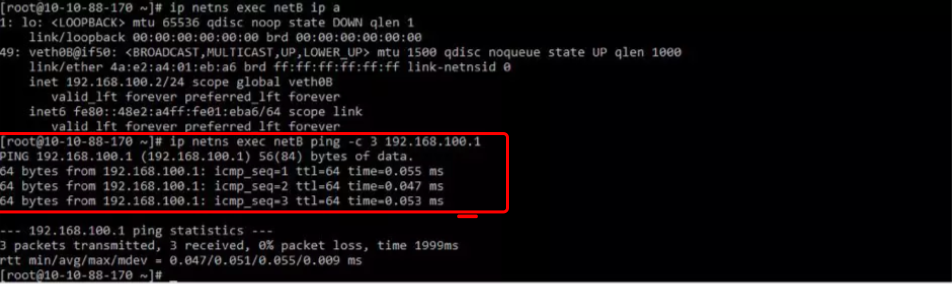 [root@10-10-88-170 ~]# ip netns exec netB ip a
1: lo: <LOOPBACK> mtu 65536 qdisc noop state DOWN qlen 1
link/loopback 00:00:00:00:00:00 brd 00:00:00:00:00:00
49: veth0B@if50: <BROADCAST,MULTICAST,UP,LOWER_UP> mtu 1500 qdisc noqueue state UP qlen 1000
link/ether 4a:e2:a4:01:eb:a6 brd ff:ff:ff:ff:ff:ff link-netnsid 0
inet 192.168.100.2/24 scope global veth0B
valid_lft forever preferred_lft forever
inet6 fe80::48e2:a4ff:fe01:eba6/64 scope link
valid_lft forever preferred_lft forever
[root@10-10-88-170 ~]# ip netns exec netB ping -c 3 192.168.100.1
PING 192.168.100.1 (192.168.100.1) 56(84) bytes of data.
64 bytes from 192.168.100.1: icmp_seq=1 ttl=64 time=0.055 ms
64 bytes from 192.168.100.1: icmp_seq=2 ttl=64 time=0.047 ms
64 bytes from 192.168.100.1: icmp_seq=3 ttl=64 time=0.053 ms
--- 192.168.100.1 ping statistics ---
3 packets transmitted, 3 received, 0% packet loss, time 1999ms
rtt min/avg/max/mdev = 0.047/0.051/0.055/0.009 ms
[root@10-10-88-170 ~]# _